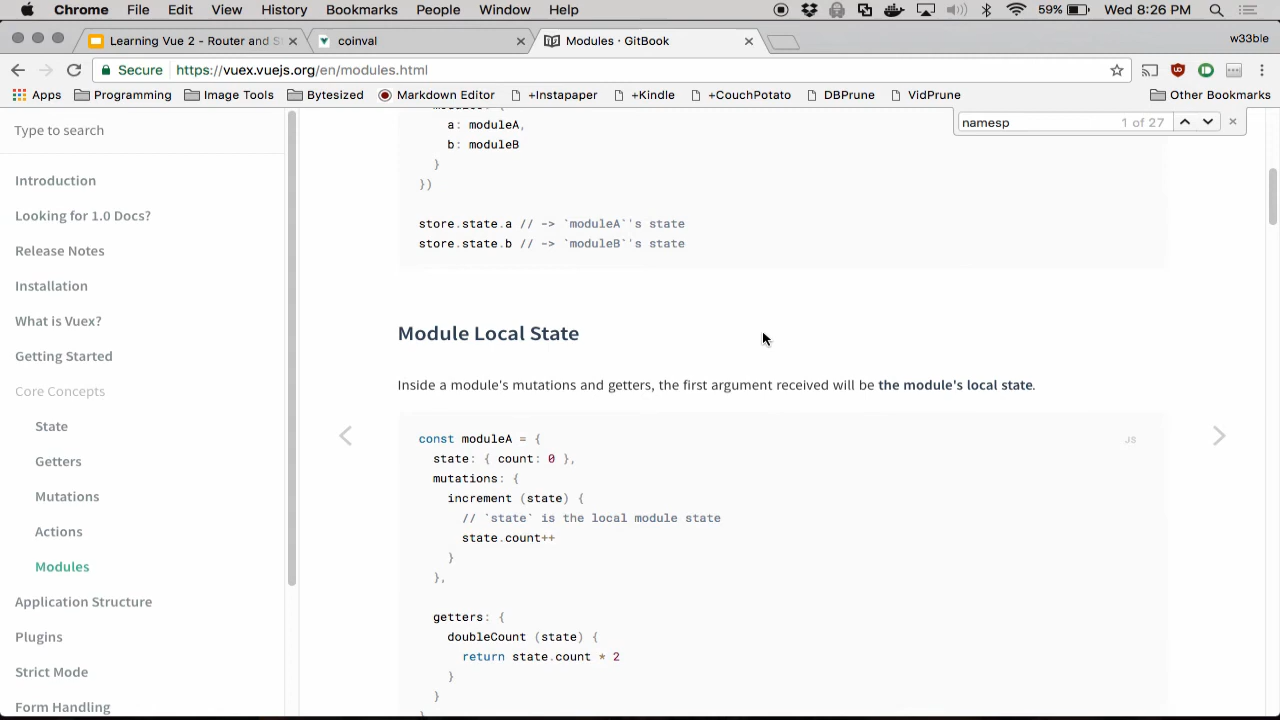 Chrome File Edit View History Bookmarks People Window Help 59% Wed 8:26 PM
Learning Vue 2 - Router and S
coinval
Modules · GitBook
w33ble
Secure https://vuex.vuejs.org/en/modules.html
Apps Programming Image Tools Bytesized Markdown Editor +Instapaper +Kindle +CouchPotato DBPrune VidPrune Other Bookmarks
namesp 1 of 27
Type to search
Introduction
Looking for 1.0 Docs?
Release Notes
Installation
What is Vuex?
Getting Started
Core Concepts
State
Getters
Mutations
Actions
Modules
Application Structure
Plugins
Strict Mode
Form Handling
a: moduleA,
b: moduleB
}
})
store.state.a // -> `moduleA`'s state
store.state.b // -> `moduleB`'s state
Module Local State
Inside a module's mutations and getters, the first argument received will be the module's local state.
JS
const moduleA = {
state: { count: 0 },
mutations: {
increment (state) {
// `state` is the local module state
state.count++
}
},
getters: {
doubleCount (state) {
return state.count * 2
}
}